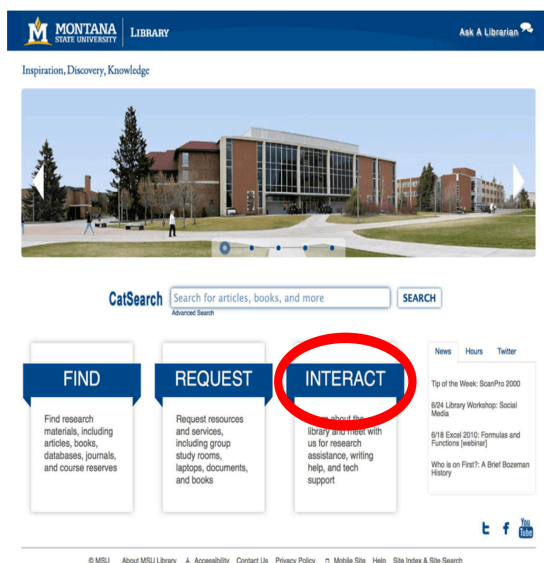 MONTANA
STATE UNIVERSITY
LIBRARY
Ask A Librarian
Inspiration, Discovery, Knowledge
CatSearch
Search for articles, books, and more
SEARCH
Advanced Search
FIND
Find research
materials, including
articles, books,
databases, journals,
and course reserves
REQUEST
Request resources
and services,
including group
study rooms,
laptops, documents,
and books
INTERACT
about the
library and meet with
us for research
assistance, writing
help, and tech
support
News Hours Twitter
Tip of the Week: ScanPro 2000
6/24 Library Workshop: Social
Media
6/18 Excel 2010: Formulas and
Functions [webinar]
Who is on First?: A Brief Bozeman
History
You
Tube
© MSU About MSU Library Accessibility Contact Us Privacy Policy Mobile Site Help Site Index & Site Search